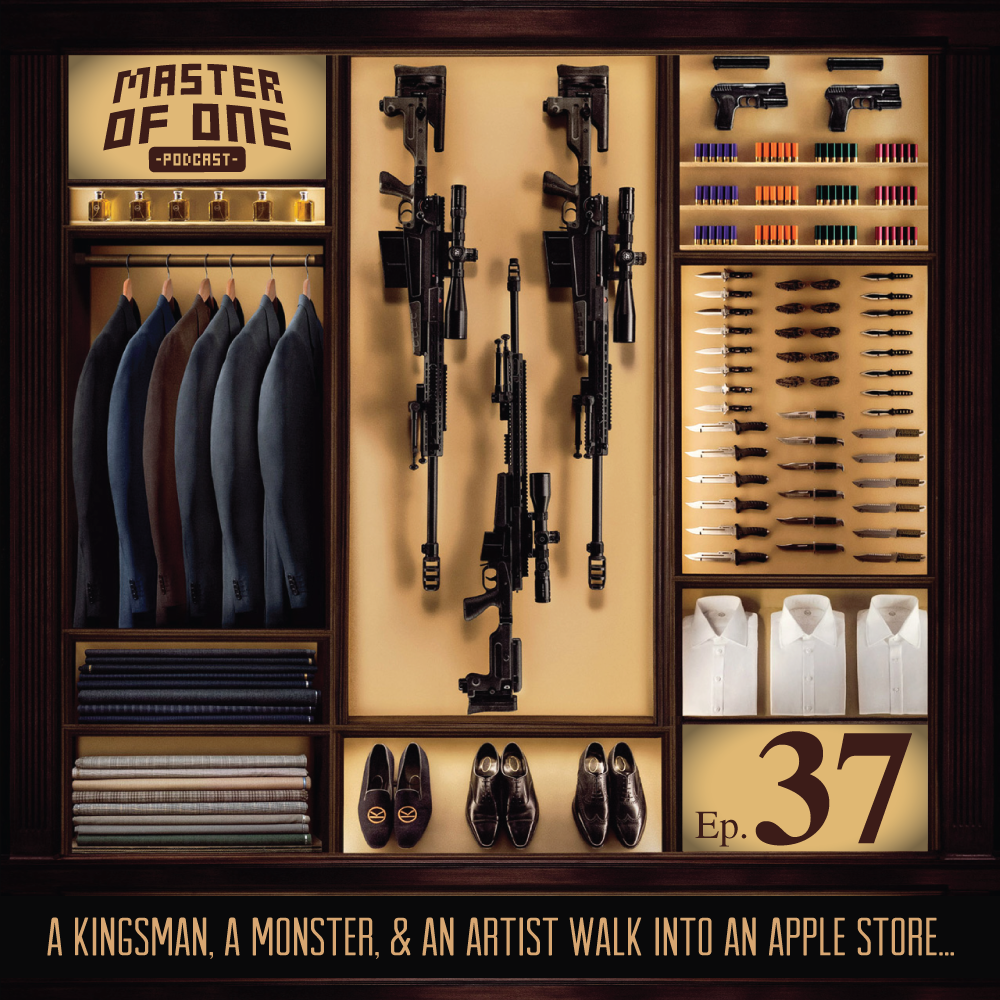 MASTER
OF ONE
-PODCAST-
Ep. 37
A KINGSMAN, A MONSTER, & AN ARTIST WALK INTO AN APPLE STORE...